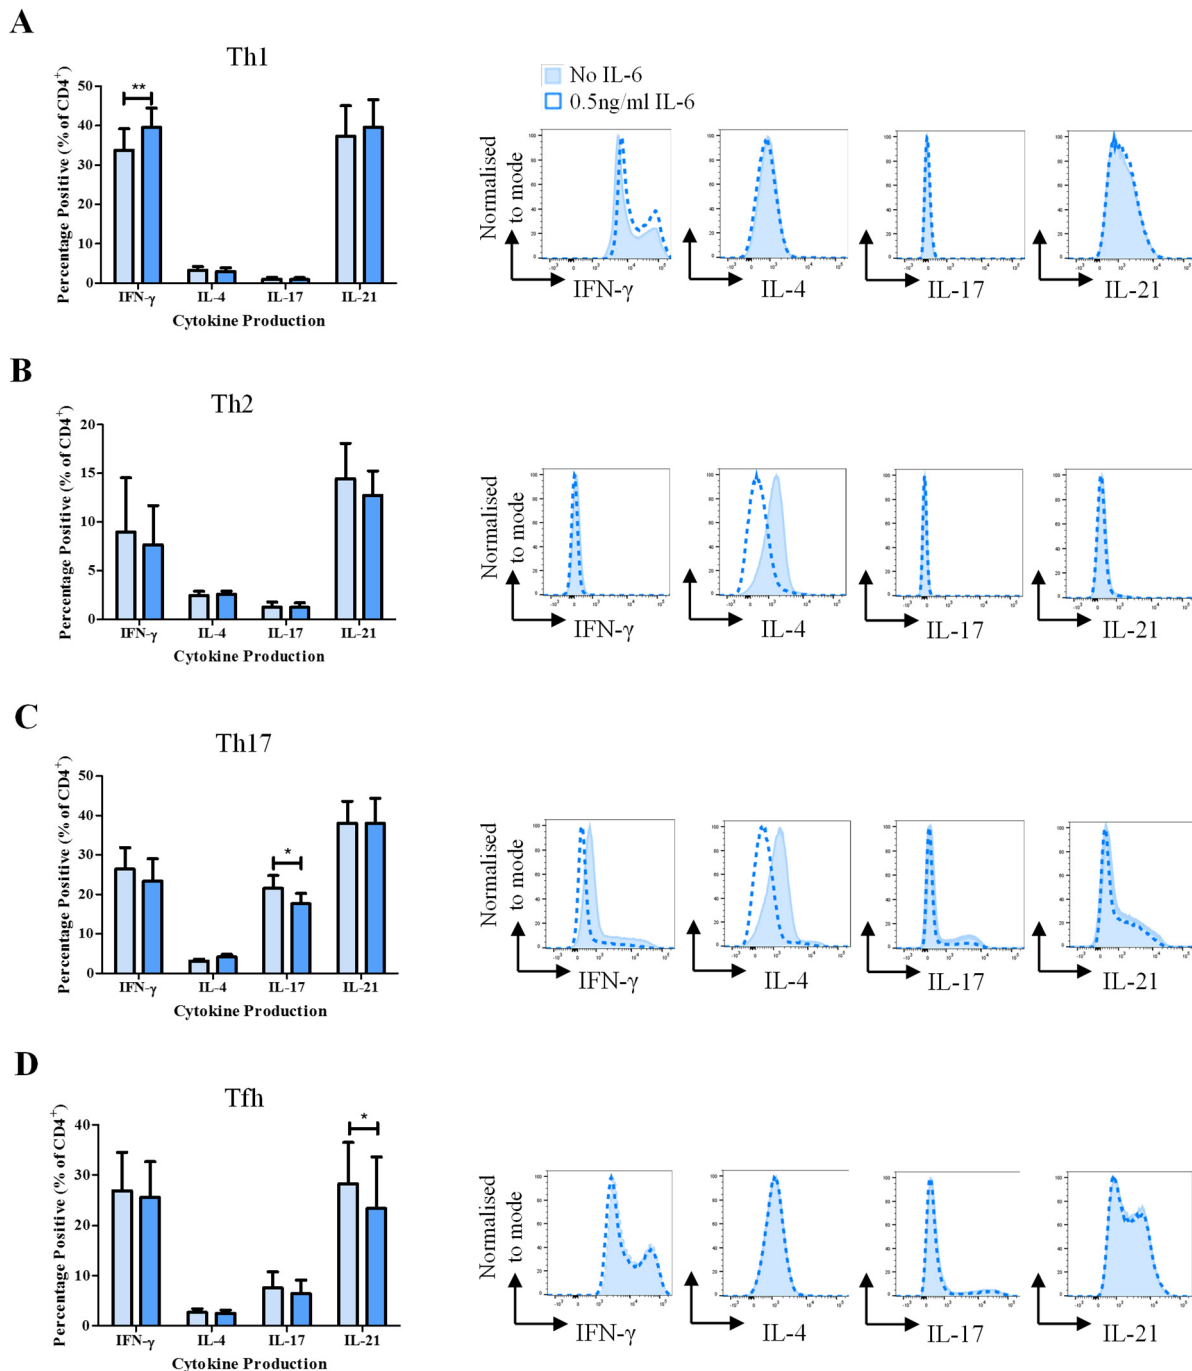 A
Th1
Percentage Positive (% of CD4+)
50
40
30
20
10
0
**
IFN-γ
IL-4
IL-17
IL-21
Cytokine Production
No IL-6
0.5ng/ml IL-6
Normalised
to mode
IFN-γ
IL-4
IL-17
IL-21
B
Th2
Percentage Positive (% of CD4+)
20
15
10
5
0
IFN-γ
IL-4
IL-17
IL-21
Cytokine Production
Normalised
to mode
IFN-γ
IL-4
IL-17
IL-21
C
Th17
Percentage Positive (% of CD4+)
50
40
30
20
10
0
*
IFN-γ
IL-4
IL-17
IL-21
Cytokine Production
Normalised
to mode
IFN-γ
IL-4
IL-17
IL-21
D
Tfh
Percentage Positive (% of CD4+)
40
30
20
10
0
*
IFN-γ
IL-4
IL-17
IL-21
Cytokine Production
Normalised
to mode
IFN-γ
IL-4
IL-17
IL-21